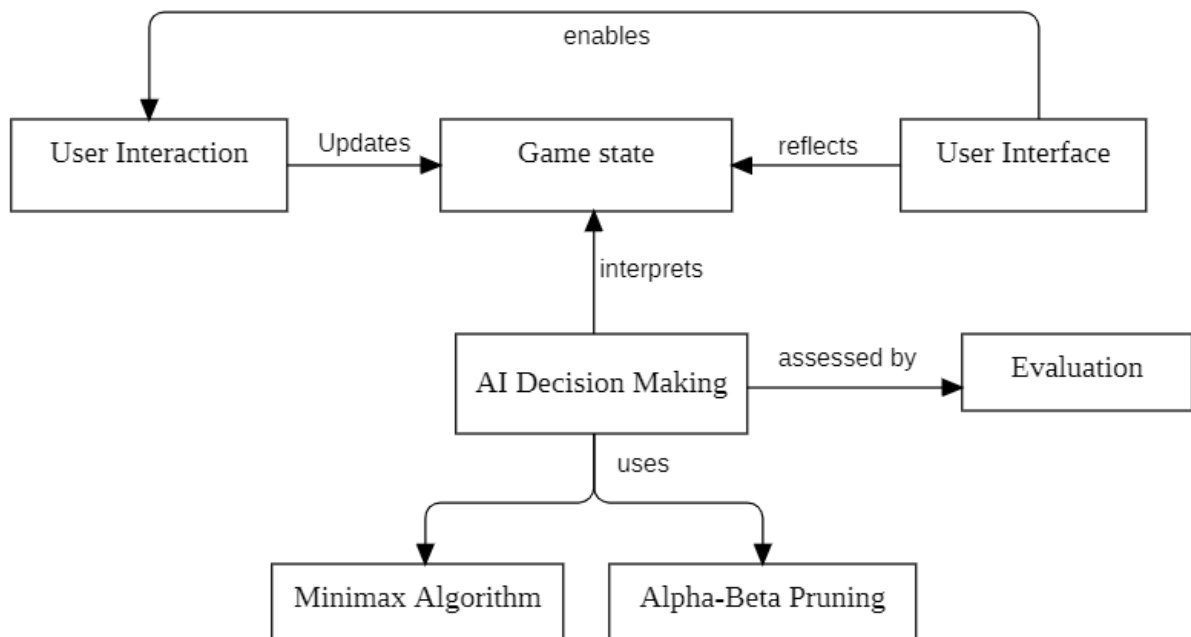 enables
User Interaction
Updates
Game state
reflects
User Interface
interprets
AI Decision Making
assessed by
Evaluation
uses
Minimax Algorithm
Alpha-Beta Pruning